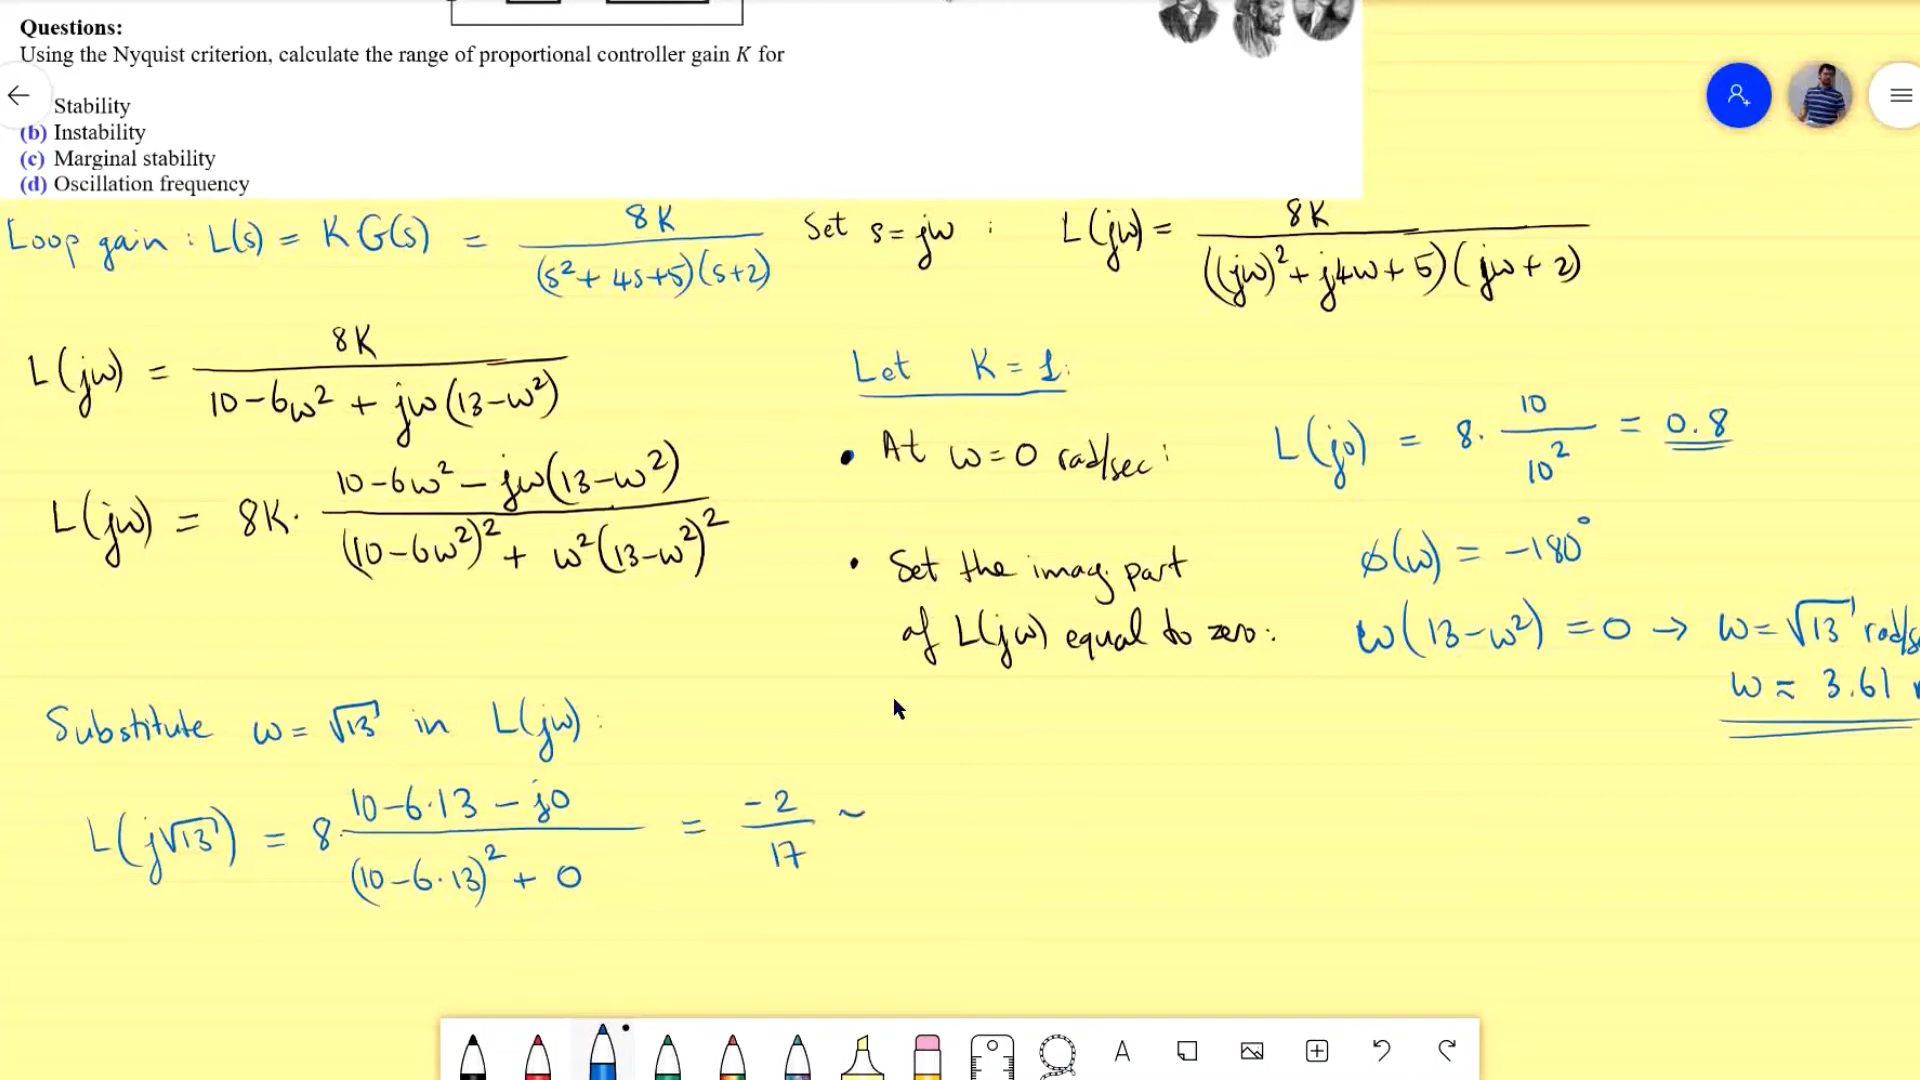 Questions:
Using the Nyquist criterion, calculate the range of proportional controller gain K for
Stability
(b) Instability
(c) Marginal stability
(d) Oscillation frequency
Loop gain : L(s) = K G(s) = 8K / (s² + 4s+5)(s+2)
Set s = jω : L(jω) = 8K / ((jω)² + j4ω + 5)(jω + 2)
L(jω) = 8K / 10-6ω² + jω(13-ω²)
L(jω) = 8K · 10-6ω² - jω(13-ω²) / (10-6ω²)² + ω²(13-ω²)²
Let K = 1:
• At ω = 0 rad/sec : L(j0) = 8 · 10 / 10² = 0.8
• Set the imag. part
of L(jω) equal to zero :
φ(ω) = -180°
ω(13-ω²) = 0 → ω = √13 rad/s
ω ≈ 3.61
Substitute ω = √13 in L(jω) :
L(j√13) = 8 · 10-6·13 - j0 / (10-6·13)² + 0 = -2 / 17 ~
A